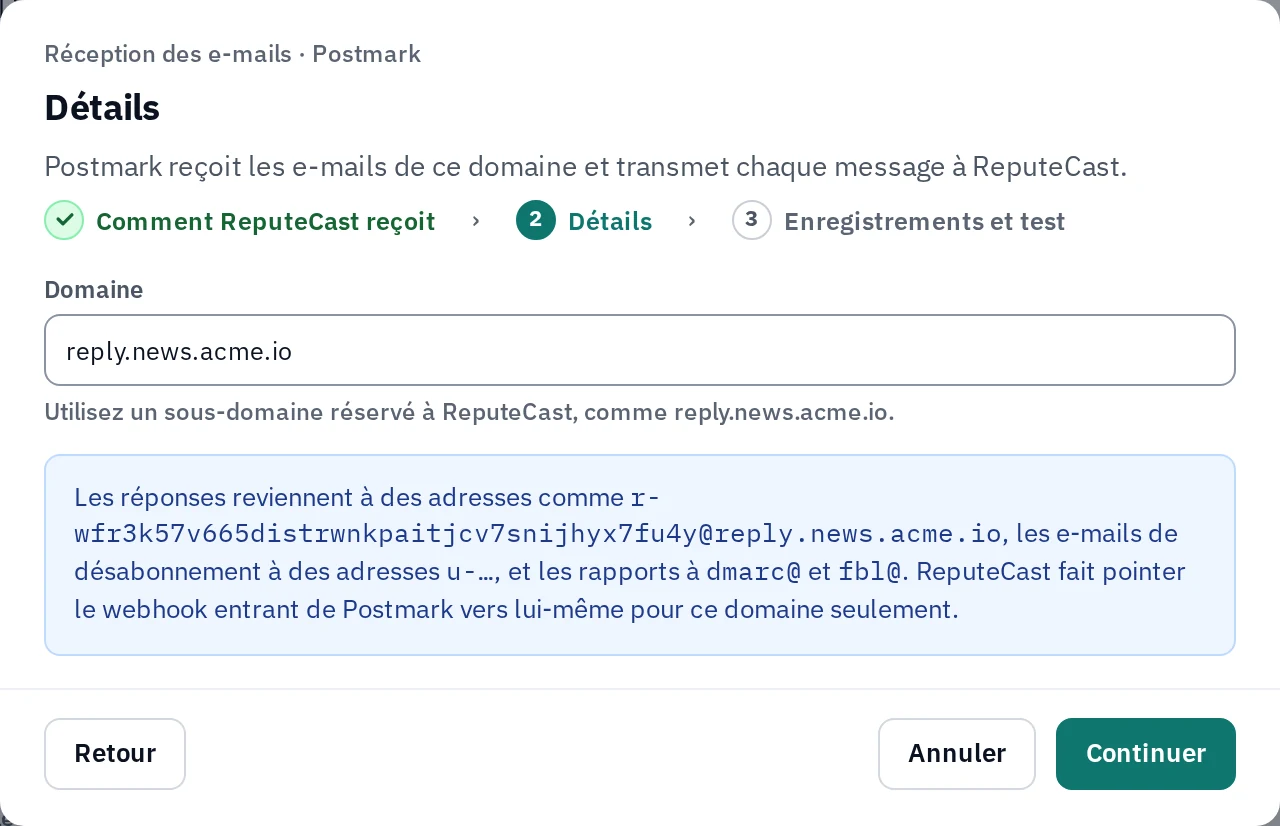 Réception des e-mails · Postmark
Détails
Postmark reçoit les e-mails de ce domaine et transmet chaque message à ReputeCast.
Comment ReputeCast reçoit › 2 Détails › 3 Enregistrements et test
Domaine
reply.news.acme.io
Utilisez un sous-domaine réservé à ReputeCast, comme reply.news.acme.io.
Les réponses reviennent à des adresses comme r-
wfr3k57v665distrwnkpaitjcv7snijhyx7fu4y@reply.news.acme.io, les e-mails de
désabonnement à des adresses u-…, et les rapports à dmarc@ et fbl@. ReputeCast fait pointer
le webhook entrant de Postmark vers lui-même pour ce domaine seulement.
Retour Annuler Continuer